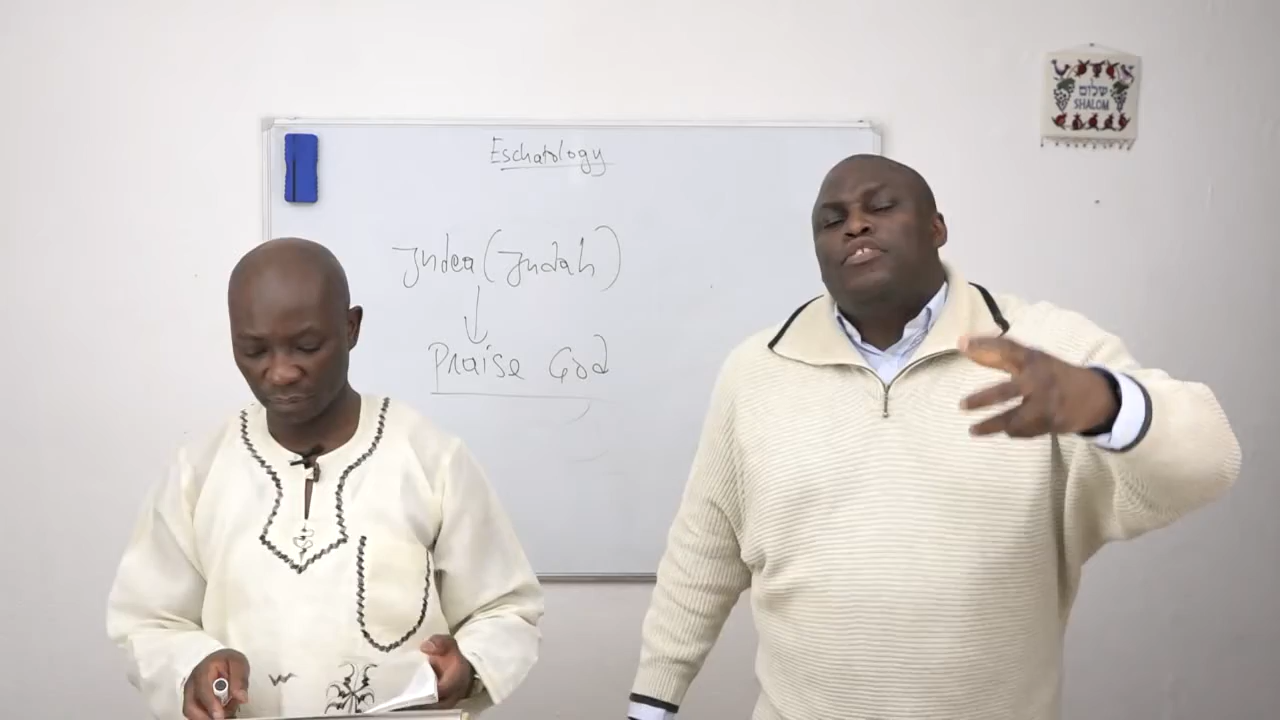 Eschatology
Judea (Judah)
Praise God
שלום
SHALOM